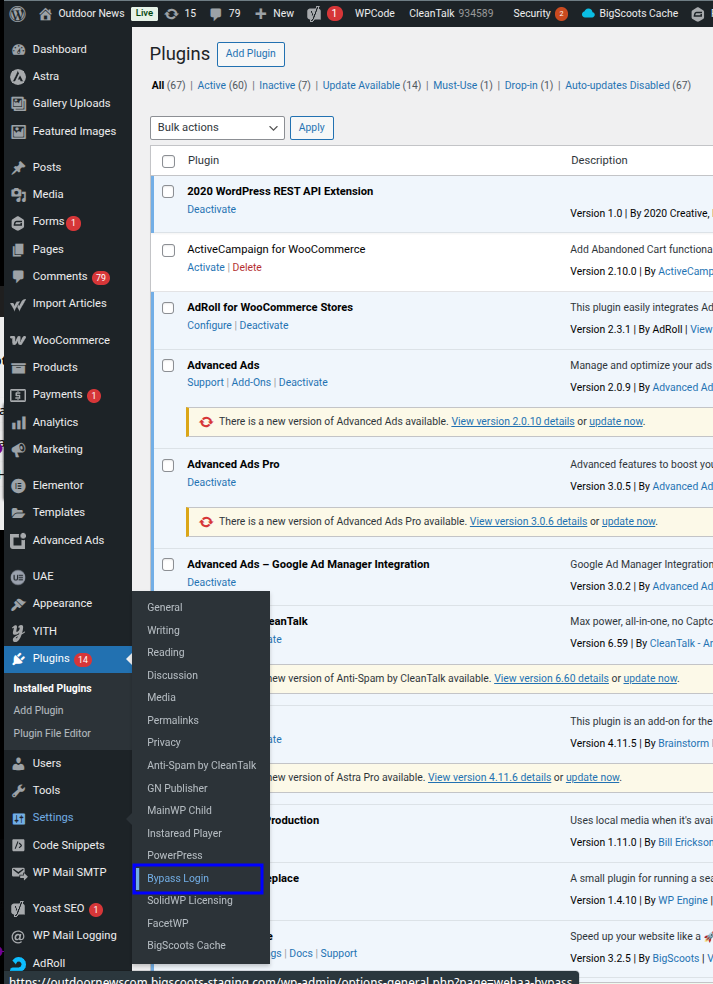 Outdoor News Live 15 79 New 1 WPCode CleanTalk 934589 Security 2 BigScoots Cache
Dashboard
Astra
Gallery Uploads
Featured Images
Posts
Media
Forms 1
Pages
Comments 79
Import Articles
WooCommerce
Products
Payments 1
Analytics
Marketing
Elementor
Templates
Advanced Ads
UAE
Appearance
YITH
Plugins 14
Installed Plugins
Add Plugin
Plugin File Editor
Users
Tools
Settings
Code Snippets
WP Mail SMTP
Yoast SEO 1
WP Mail Logging
AdRoll
General
Writing
Reading
Discussion
Media
Permalinks
Privacy
Anti-Spam by CleanTalk
GN Publisher
MainWP Child
Instaread Player
PowerPress
Bypass Login
SolidWP Licensing
FacetWP
BigScoots Cache
Plugins Add Plugin
All (67) | Active (60) | Inactive (7) | Update Available (14) | Must-Use (1) | Drop-in (1) | Auto-updates Disabled (67)
Bulk actions Apply
Plugin Description
2020 WordPress REST API Extension
Deactivate
Version 1.0 | By 2020 Creative,
ActiveCampaign for WooCommerce Add Abandoned Cart functiona
Activate | Delete Version 2.10.0 | By ActiveCamp
AdRoll for WooCommerce Stores This plugin easily integrates Ad
Configure | Deactivate Version 2.3.1 | By AdRoll | View
Advanced Ads Manage and optimize your ads
Support | Add-Ons | Deactivate Version 2.0.9 | By Advanced Ad
There is a new version of Advanced Ads available. View version 2.0.10 details or update now.
Advanced Ads Pro Advanced features to boost you
Deactivate Version 3.0.5 | By Advanced Ad
There is a new version of Advanced Ads Pro available. View version 3.0.6 details or update now.
Advanced Ads – Google Ad Manager Integration Google Ad Manager Integration
Deactivate Version 3.0.2 | By Advanced Ad
leanTalk Max power, all-in-one, no Captc
ate Version 6.59 | By CleanTalk - An
ew version of Anti-Spam by CleanTalk available. View version 6.60 details or update now.
This plugin is an add-on for the
ate Version 4.11.5 | By Brainstorm
ew version of Astra Pro available. View version 4.11.6 details or update now.
Production Uses local media when it's avai
Version 1.11.0 | By Bill Erickson
eplace A small plugin for running a sea
Version 1.4.10 | By WP Engine |
e Speed up your website like a
gs | Docs | Support Version 3.2.5 | By BigScoots | V
https://outdoornewscom.bigscoots-staging.com/wp-admin/options-general.php?page=wehaa-bypass